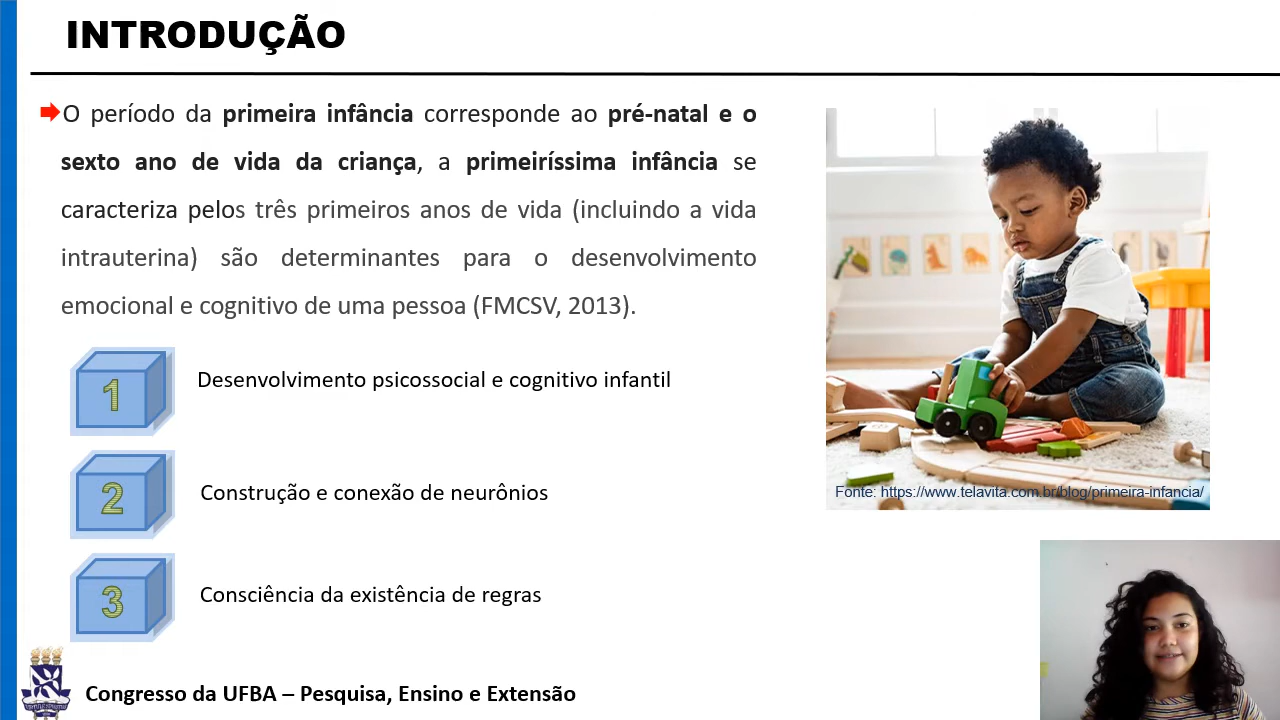 INTRODUÇÃO
O período da primeira infância corresponde ao pré-natal e o
sexto ano de vida da criança, a primeiríssima infância se
caracteriza pelos três primeiros anos de vida (incluindo a vida
intrauterina) são determinantes para o desenvolvimento
emocional e cognitivo de uma pessoa (FMCSV, 2013).
1
Desenvolvimento psicossocial e cognitivo infantil
2
Construção e conexão de neurônios
3
Consciência da existência de regras
Fonte: https://www.telavita.com.br/blog/primeira-infancia/
Congresso da UFBA – Pesquisa, Ensino e Extensão